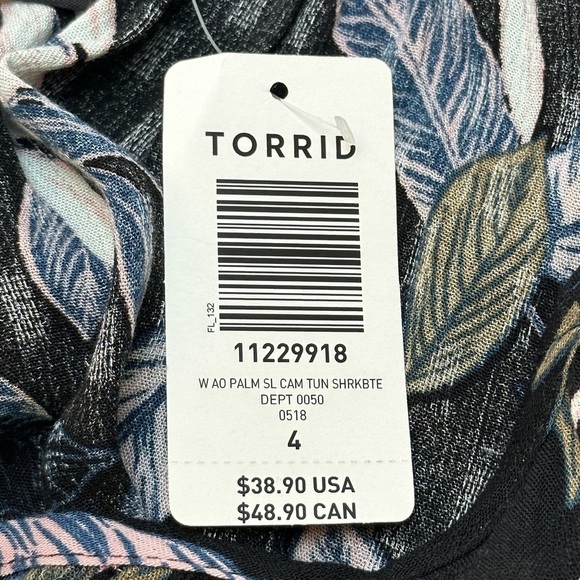 TORRID
FL_132
11229918
W AO PALM SL CAM TUN SHRKBTE
DEPT 0050
0518
4
$38.90 USA
$48.90 CAN